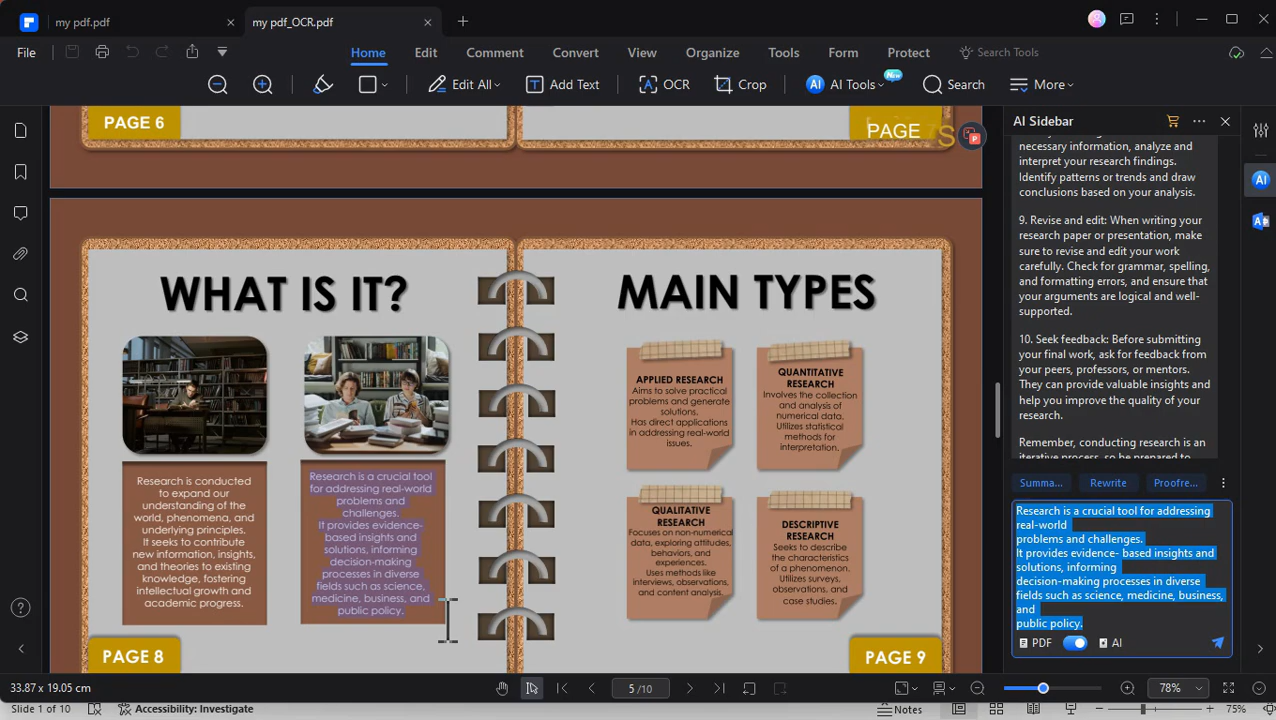 my pdf.pdf
my pdf_OCR.pdf
File
Home
Edit
Comment
Convert
View
Organize
Tools
Form
Protect
Search Tools
Edit All
Add Text
OCR
Crop
AI Tools
New
Search
More
PAGE 6
PAGE
WHAT IS IT?
Research is conducted
to expand our
understanding of the
world, phenomena, and
underlying principles.
It seeks to contribute
new information, insights,
and theories to existing
knowledge, fostering
intellectual growth and
academic progress.
Research is a crucial tool
for addressing real-world
problems and
challenges.
It provides evidence-
based insights and
solutions, informing
decision-making
processes in diverse
fields such as science,
medicine, business, and
public policy.
PAGE 8
MAIN TYPES
APPLIED RESEARCH
Aims to solve practical
problems and generate
solutions.
Has direct applications
in addressing real-world
issues.
QUANTITATIVE
RESEARCH
Involves the collection
and analysis of
numerical data.
Utilizes statistical
methods for
interpretation.
QUALITATIVE
RESEARCH
Focuses on non-numerical
data, exploring attitudes,
behaviors, and
experiences.
Uses methods like
interviews, observations,
and content analysis.
DESCRIPTIVE
RESEARCH
Seeks to describe
the characteristics
of a phenomenon.
Utilizes surveys,
observations, and
case studies.
PAGE 9
AI Sidebar
necessary information, analyze and
interpret your research findings.
Identify patterns or trends and draw
conclusions based on your analysis.
9. Revise and edit: When writing your
research paper or presentation, make
sure to revise and edit your work
carefully. Check for grammar, spelling,
and formatting errors, and ensure that
your arguments are logical and well-
supported.
10. Seek feedback: Before submitting
your final work, ask for feedback from
your peers, professors, or mentors.
They can provide valuable insights and
help you improve the quality of your
research.
Remember, conducting research is an
iterative process, so be prepared to
Summa...
Rewrite
Proofre...
Research is a crucial tool for addressing
real-world
problems and challenges.
It provides evidence- based insights and
solutions, informing
decision-making processes in diverse
fields such as science, medicine, business,
and
public policy.
PDF
AI
AI
33.87 x 19.05 cm
5 /10
78%
Slide 1 of 10
Accessibility: Investigate
Notes
75%